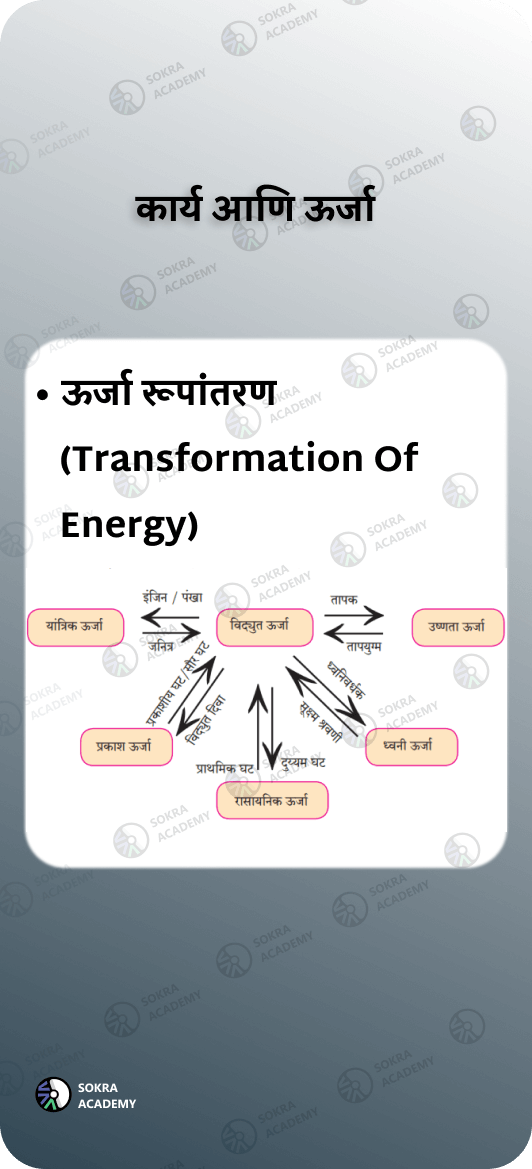 कार्य आणि ऊर्जा
• ऊर्जा रूपांतरण
(Transformation Of
Energy)
इंजिन / पंखा
तापक
यांत्रिक ऊर्जा
विद्युत ऊर्जा
उष्णता ऊर्जा
जनित्र
तापयुग्म
प्रकाशीय घट/सौर घट
विद्युत दिवा
ध्वनिवर्धक
सूक्ष्म श्रवणी
प्रकाश ऊर्जा
ध्वनी ऊर्जा
प्राथमिक घट
दुय्यम घट
रासायनिक ऊर्जा
SOKRA
ACADEMY